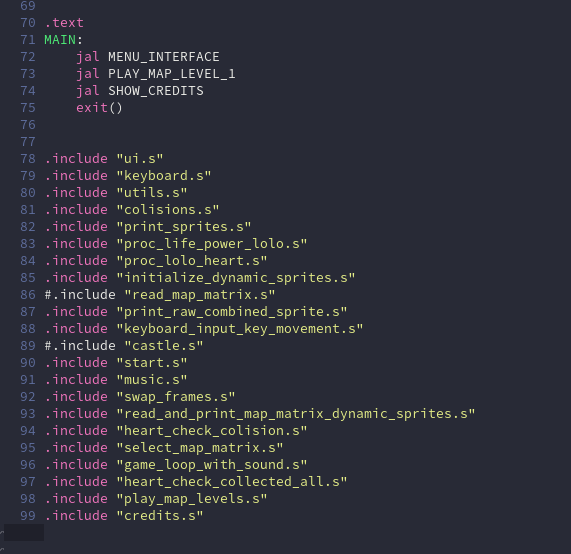 69
70 .text
71 MAIN:
72     jal MENU_INTERFACE
73     jal PLAY_MAP_LEVEL_1
74     jal SHOW_CREDITS
75     exit()
76
77
78 .include "ui.s"
79 .include "keyboard.s"
80 .include "utils.s"
81 .include "colisions.s"
82 .include "print_sprites.s"
83 .include "proc_life_power_lolo.s"
84 .include "proc_lolo_heart.s"
85 .include "initialize_dynamic_sprites.s"
86 #.include "read_map_matrix.s"
87 .include "print_raw_combined_sprite.s"
88 .include "keyboard_input_key_movement.s"
89 #.include "castle.s"
90 .include "start.s"
91 .include "music.s"
92 .include "swap_frames.s"
93 .include "read_and_print_map_matrix_dynamic_sprites.s"
94 .include "heart_check_colision.s"
95 .include "select_map_matrix.s"
96 .include "game_loop_with_sound.s"
97 .include "heart_check_collected_all.s"
98 .include "play_map_levels.s"
99 .include "credits.s"
~
~